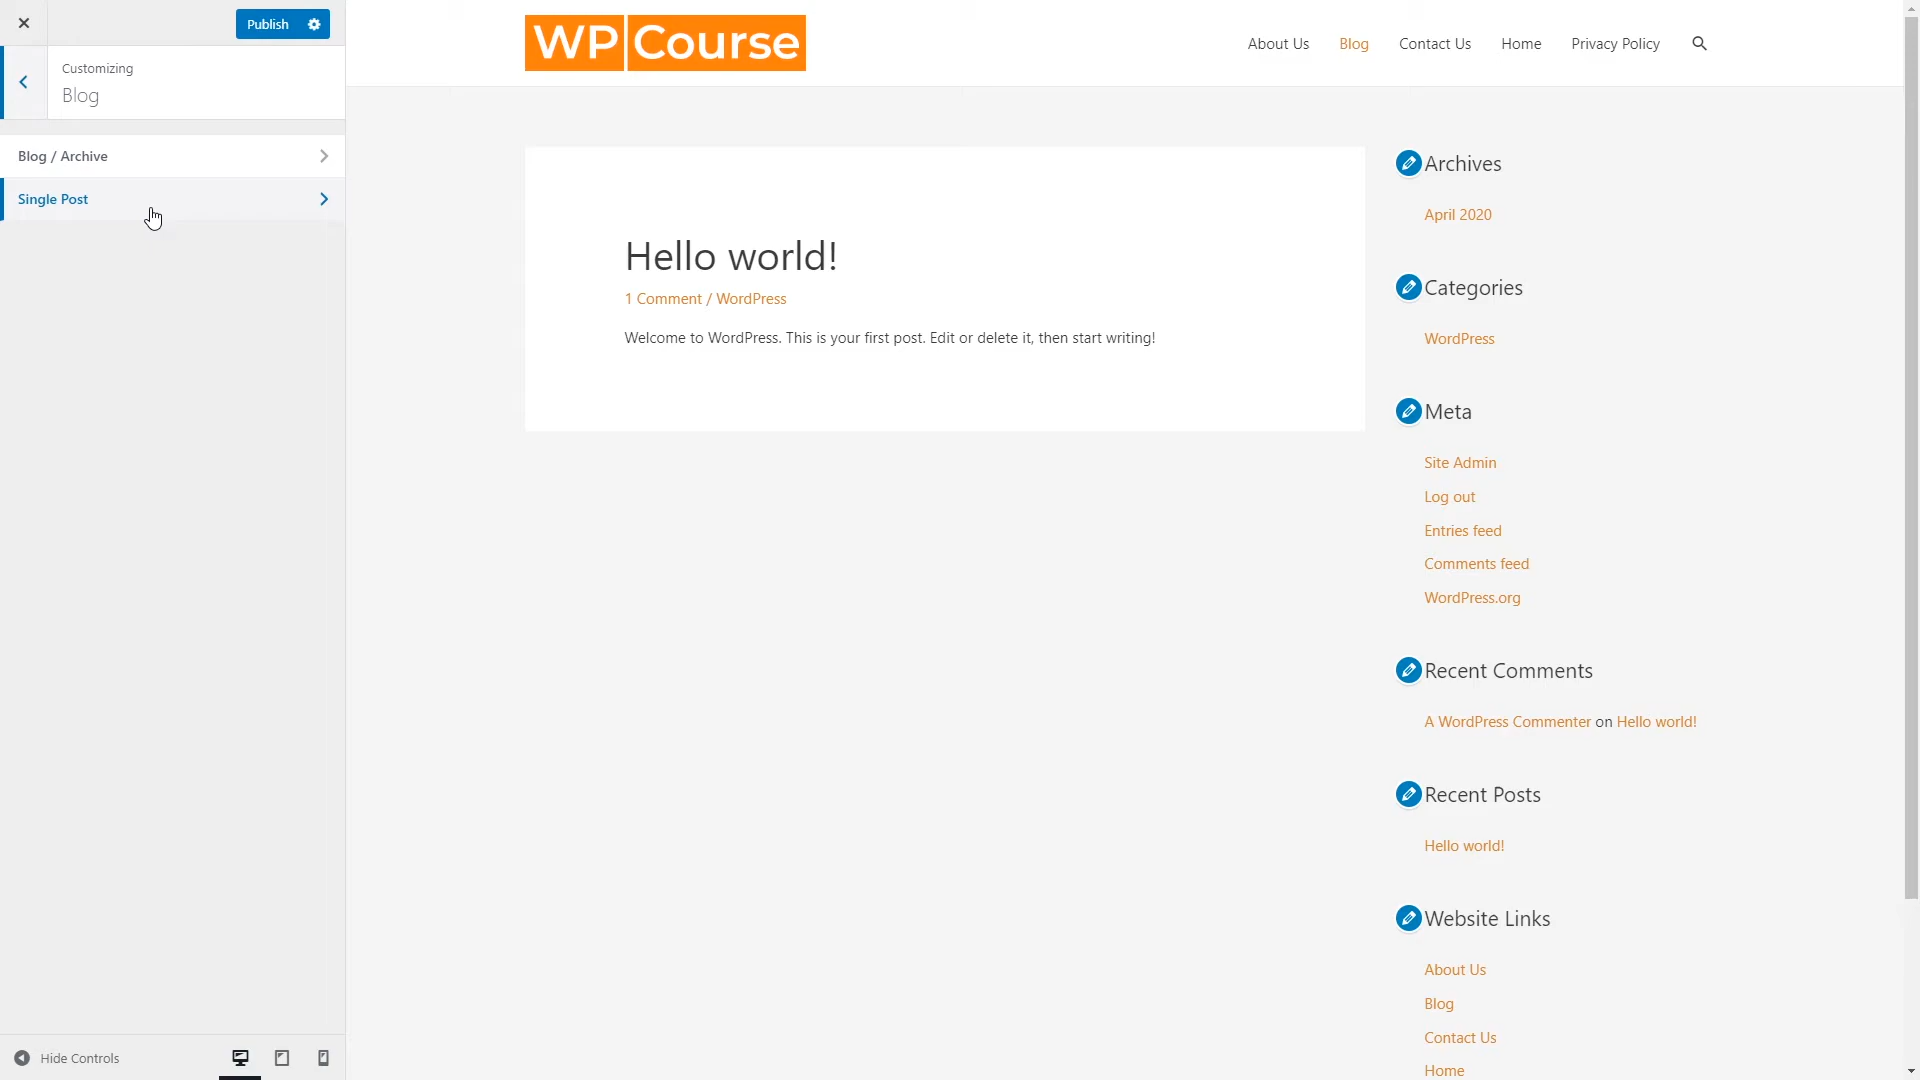 Publish
Customizing
Blog
Blog / Archive
Single Post
Hide Controls
WP Course
About Us
Blog
Contact Us
Home
Privacy Policy
Hello world!
1 Comment / WordPress
Welcome to WordPress. This is your first post. Edit or delete it, then start writing!
Archives
April 2020
Categories
WordPress
Meta
Site Admin
Log out
Entries feed
Comments feed
WordPress.org
Recent Comments
A WordPress Commenter on Hello world!
Recent Posts
Hello world!
Website Links
About Us
Blog
Contact Us
Home